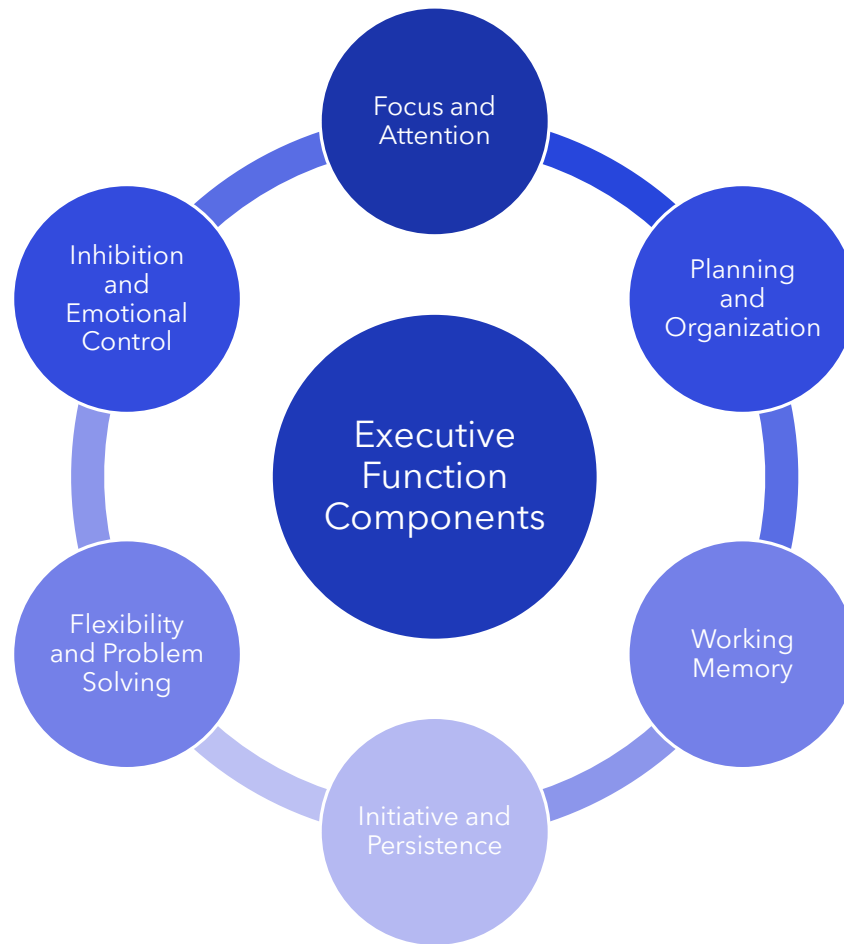 Focus and
Attention
Planning
and
Organization
Working
Memory
Initiative and
Persistence
Flexibility
and Problem
Solving
Inhibition
and
Emotional
Control
Executive
Function
Components